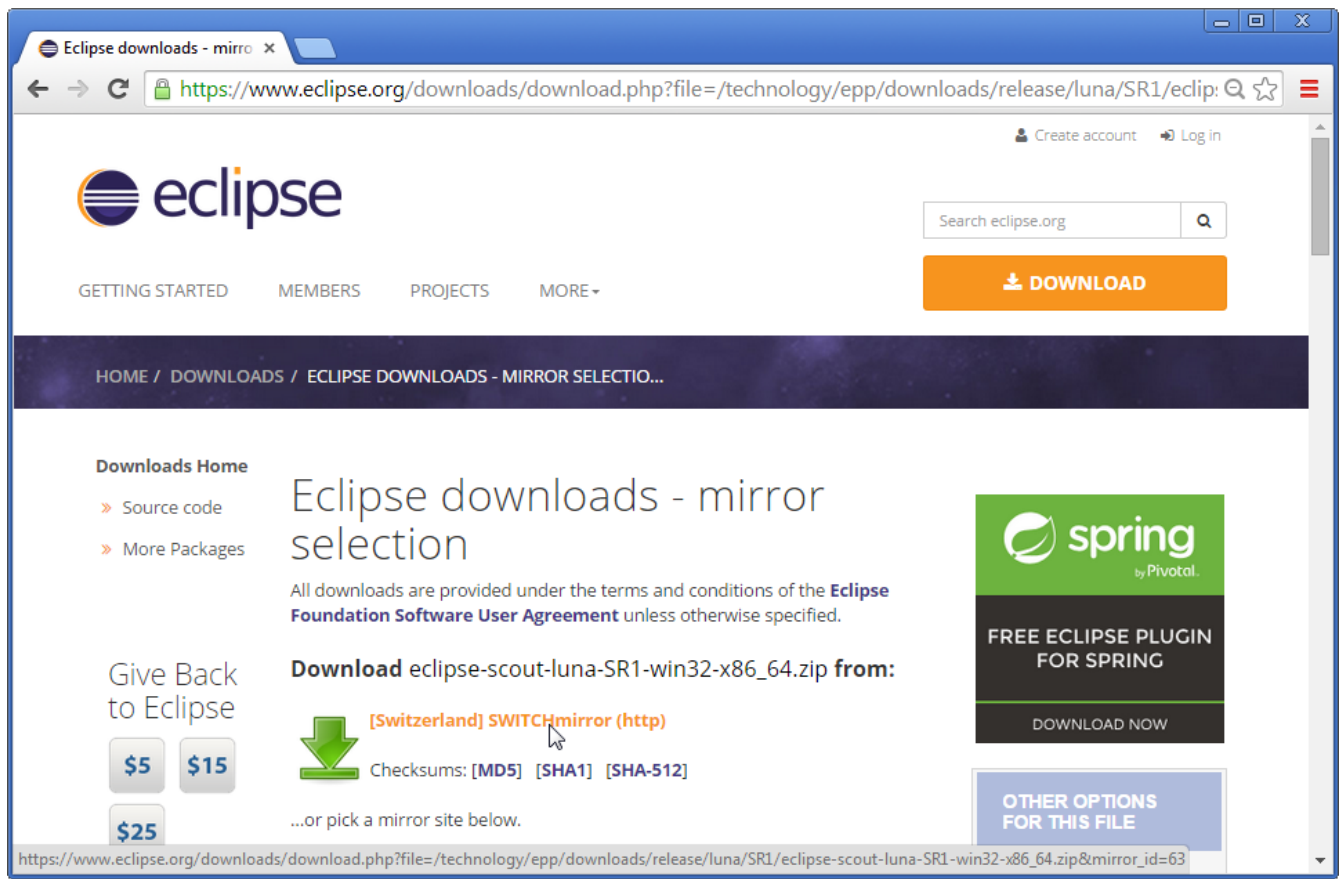 Eclipse downloads - mirro
https://www.eclipse.org/downloads/download.php?file=/technology/epp/downloads/release/luna/SR1/eclip
Create account Log in
eclipse
Search eclipse.org
GETTING STARTED MEMBERS PROJECTS MORE
DOWNLOAD
HOME / DOWNLOADS / ECLIPSE DOWNLOADS - MIRROR SELECTIO...
Downloads Home
» Source code
» More Packages
Give Back
to Eclipse
$5 $15
$25
Eclipse downloads - mirror
selection
All downloads are provided under the terms and conditions of the Eclipse
Foundation Software User Agreement unless otherwise specified.
Download eclipse-scout-luna-SR1-win32-x86_64.zip from:
[Switzerland] SWITCHmirror (http)
Checksums: [MD5] [SHA1] [SHA-512]
...or pick a mirror site below.
spring
by Pivotal.
FREE ECLIPSE PLUGIN
FOR SPRING
DOWNLOAD NOW
OTHER OPTIONS
FOR THIS FILE
https://www.eclipse.org/downloads/download.php?file=/technology/epp/downloads/release/luna/SR1/eclipse-scout-luna-SR1-win32-x86_64.zip&mirror_id=63